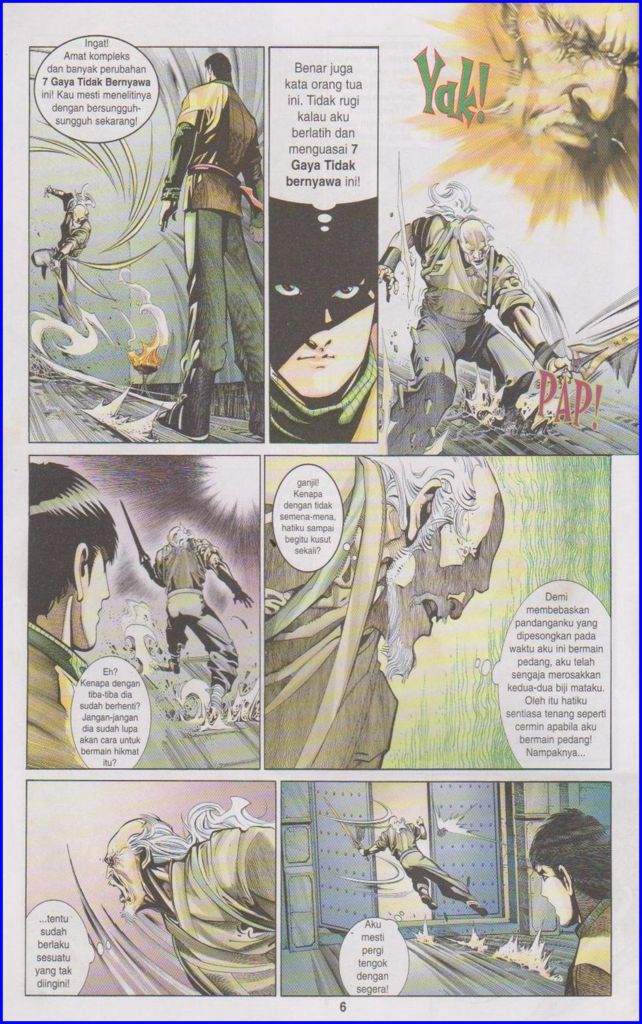 Ingat!
Amat kompleks
dan banyak perubahan
7 Gaya Tidak Bernyawa
ini! Kau mesti menelitinya
dengan bersungguh-
sungguh sekarang!
Benar juga
kata orang tua
ini. Tidak rugi
kalau aku
berlatih dan
menguasai 7
Gaya Tidak
bernyawa ini!
Yak!
PAP!
Eh?
Kenapa dengan
tiba-tiba dia
sudah berhenti?
Jangan-jangan
dia sudah lupa
akan cara untuk
bermain hikmat
itu?
ganjil!
Kenapa
dengan tidak
semena-mena,
hatiku sampai
begitu kusut
sekali?
Demi
membebaskan
pandanganku yang
dipesongkan pada
waktu aku ini bermain
pedang, aku telah
sengaja merosakkan
kedua-dua biji mataku.
Oleh itu hatiku
sentiasa tenang seperti
cermin apabila aku
bermain pedang!
Nampaknya...
...tentu
sudah
berlaku
sesuatu
yang tak
diingini!
Aku
mesti
pergi
tengok
dengan
segera!
6